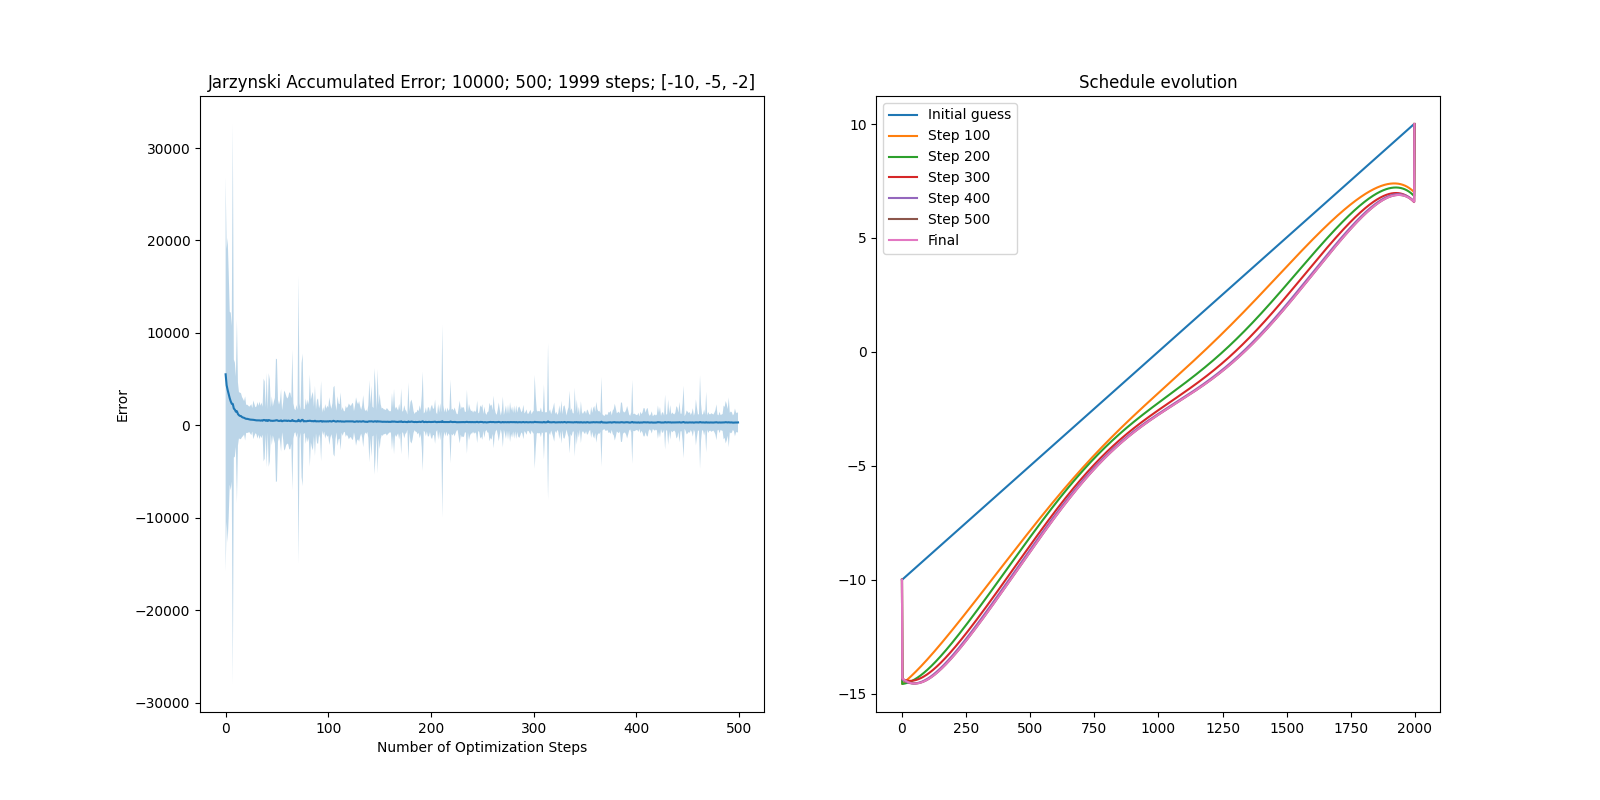 Jarzynski Accumulated Error; 10000; 500; 1999 steps; [-10, -5, -2]
30000
20000
10000
0
−10000
−20000
−30000
Error
0 100 200 300 400 500
Number of Optimization Steps
Schedule evolution
Initial guess
Step 100
Step 200
Step 300
Step 400
Step 500
Final
10
5
0
−5
−10
−15
0 250 500 750 1000 1250 1500 1750 2000